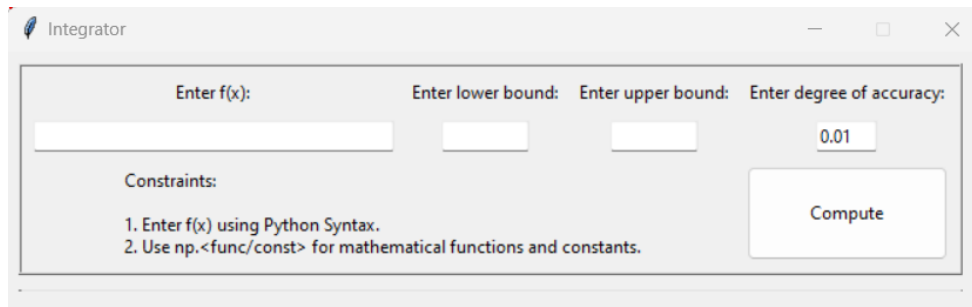 Integrator
Enter f(x): Enter lower bound: Enter upper bound: Enter degree of accuracy:
0.01
Constraints:
1. Enter f(x) using Python Syntax.
2. Use np.<func/const> for mathematical functions and constants.
Compute